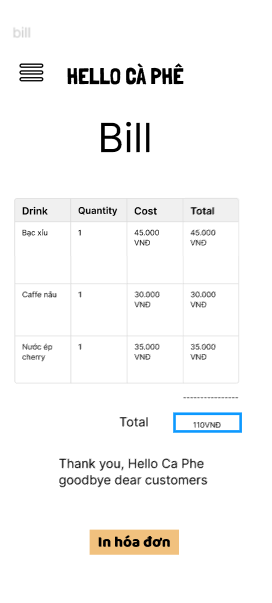 bill
HELLO CÀ PHÊ
Bill
Drink Quantity Cost Total
Bạc xỉu 1 45.000 VNĐ 45.000 VNĐ
Caffe nâu 1 30.000 VNĐ 30.000 VNĐ
Nước ép cherry 1 35.000 VNĐ 35.000 VNĐ
----------------
Total 110VNĐ
Thank you, Hello Ca Phe
goodbye dear customers
In hóa đơn